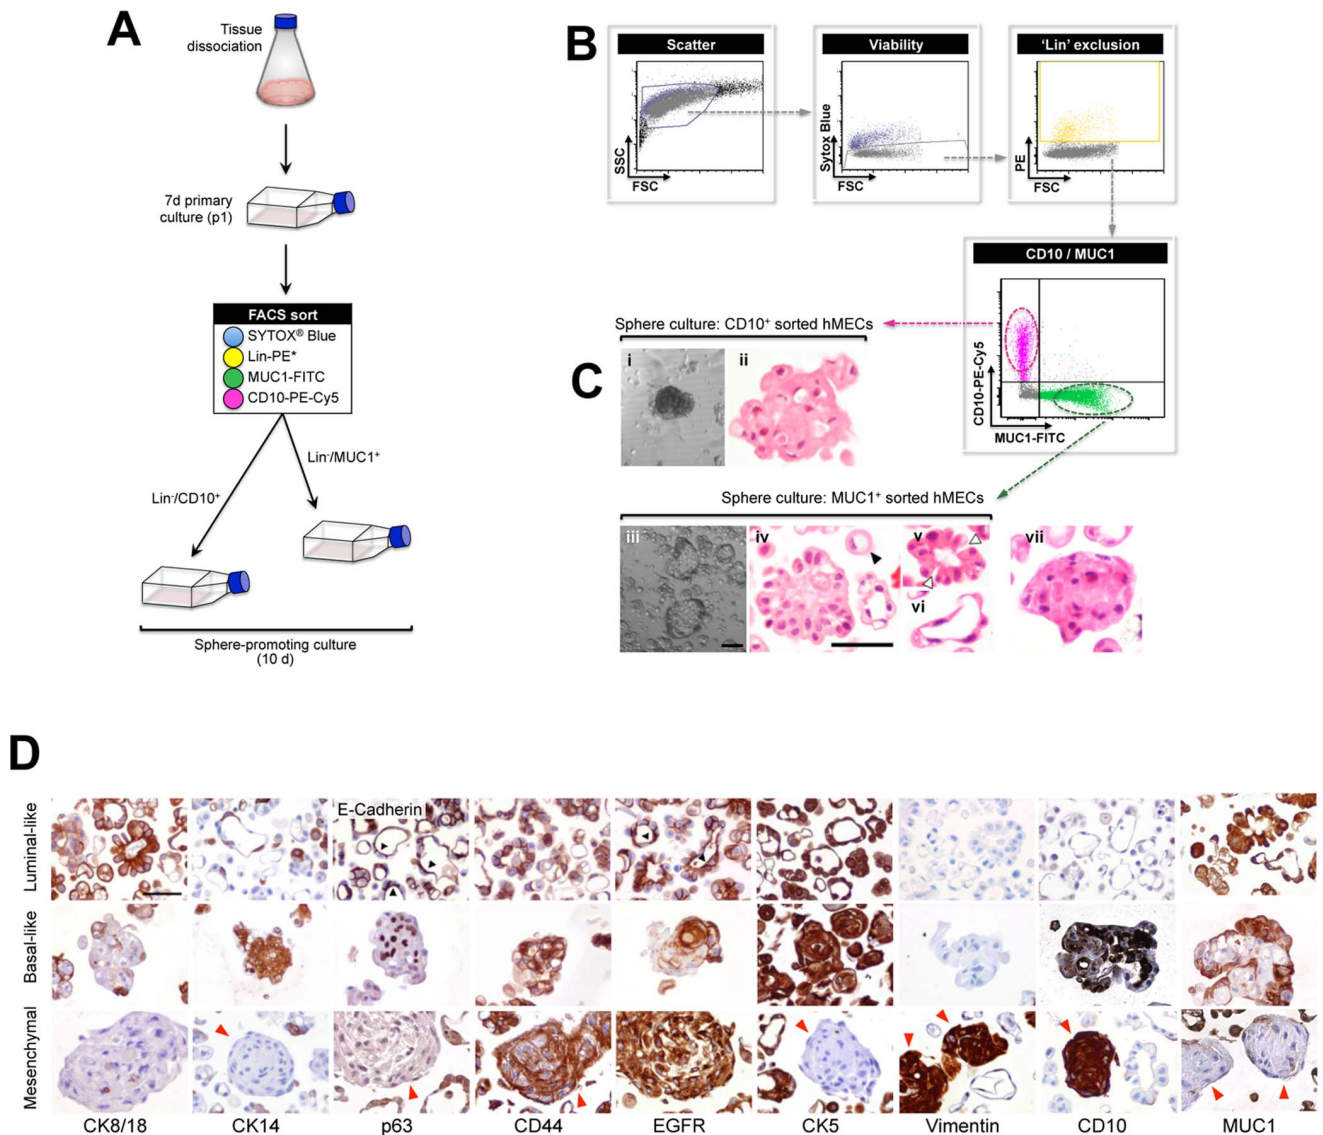 A
Tissue
dissociation
7d primary
culture (p1)
FACS sort
SYTOX® Blue
Lin-PE*
MUC1-FITC
CD10-PE-Cy5
Lin⁻/MUC1⁺
Lin⁻/CD10⁺
Sphere-promoting culture
(10 d)
B
Scatter
SSC
FSC
Viability
Sytox Blue
FSC
'Lin' exclusion
PE
FSC
CD10 / MUC1
CD10-PE-Cy5
MUC1-FITC
C
Sphere culture: CD10⁺ sorted hMECs
i
ii
Sphere culture: MUC1⁺ sorted hMECs
iii
iv
v
vi
vii
D
Luminal-like
E-Cadherin
Basal-like
Mesenchymal
CK8/18
CK14
p63
CD44
EGFR
CK5
Vimentin
CD10
MUC1